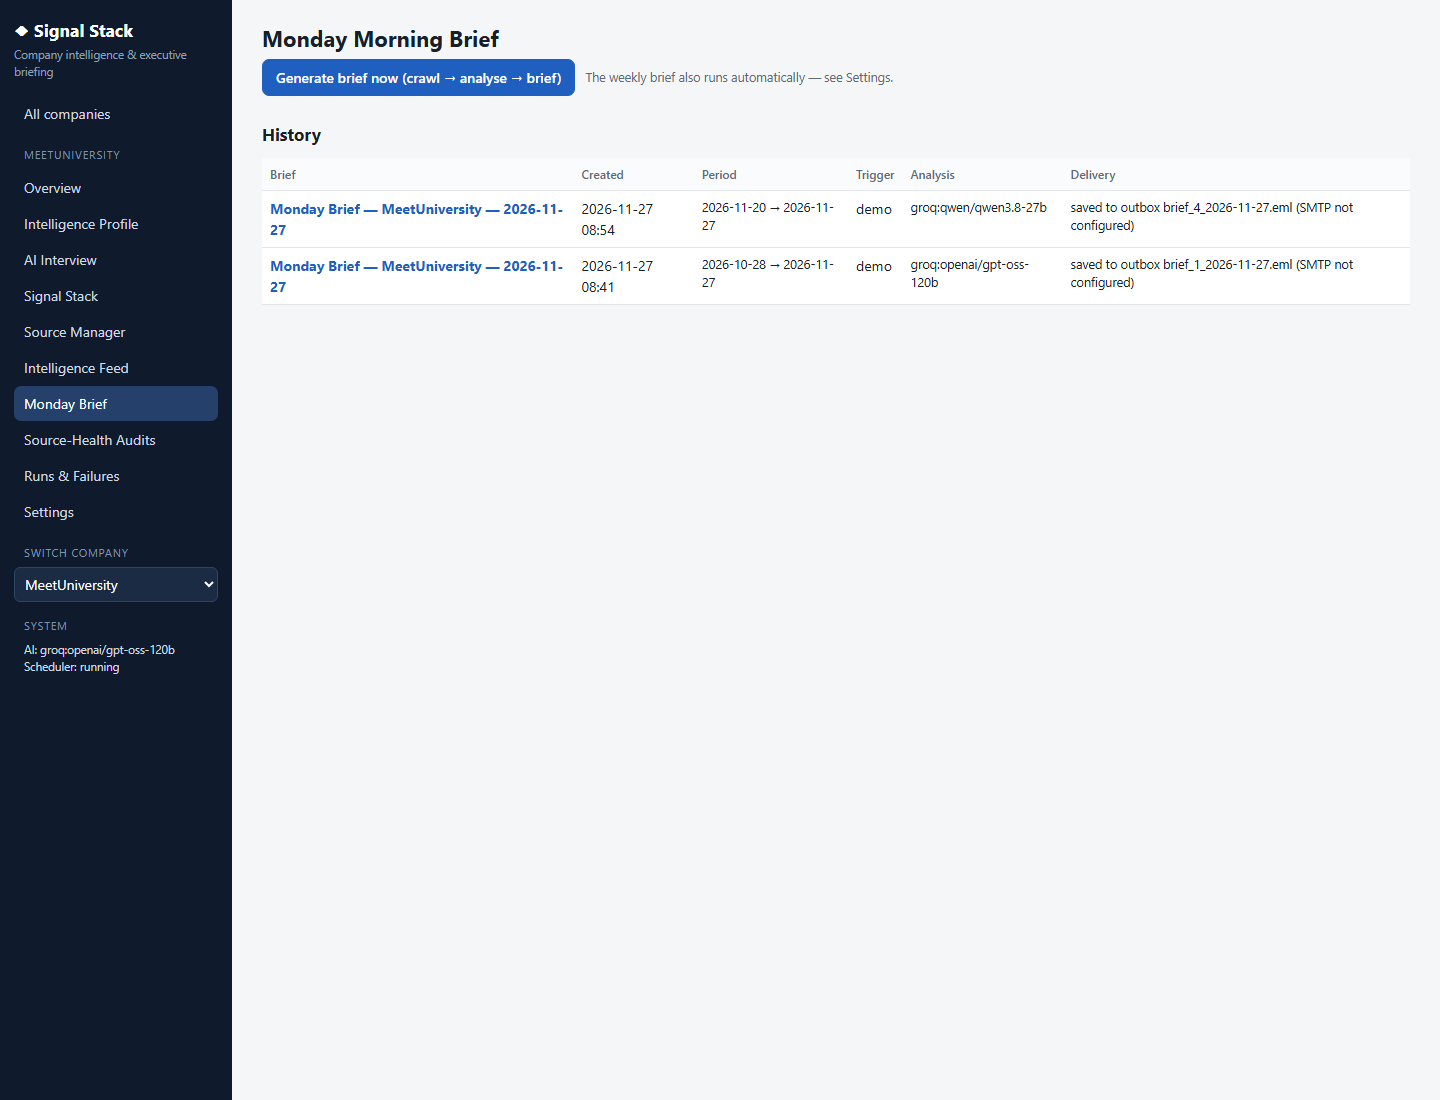 Signal Stack
Company intelligence & executive
briefing
All companies
MEETUNIVERSITY
Overview
Intelligence Profile
AI Interview
Signal Stack
Source Manager
Intelligence Feed
Monday Brief
Source-Health Audits
Runs & Failures
Settings
SWITCH COMPANY
MeetUniversity
SYSTEM
AI: groq:openai/gpt-oss-120b
Scheduler: running
Monday Morning Brief
Generate brief now (crawl → analyse → brief) The weekly brief also runs automatically — see Settings.
History
Brief Created Period Trigger Analysis Delivery
Monday Brief — MeetUniversity — 2026-11-
27
2026-11-27
08:54
2026-11-20 → 2026-11-
27
demo
groq:qwen/qwen3.8-27b
saved to outbox brief_4_2026-11-27.eml (SMTP not
configured)
Monday Brief — MeetUniversity — 2026-11-
27
2026-11-27
08:41
2026-10-28 → 2026-11-
27
demo
groq:openai/gpt-oss-
120b
saved to outbox brief_1_2026-11-27.eml (SMTP not
configured)